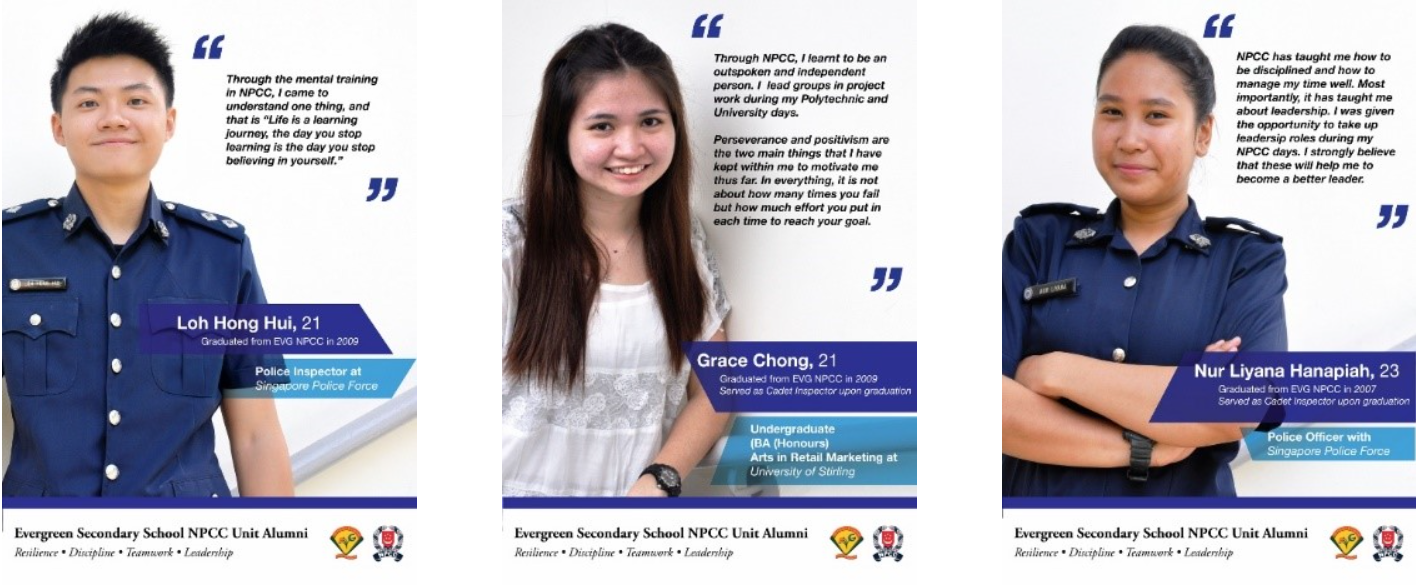 “
Through the mental training
in NPCC, I came to
understand one thing, and
that is “Life is a learning
journey, the day you stop
learning is the day you stop
believing in yourself.”
”
Loh Hong Hui, 21
Graduated from EVG NPCC in 2009
Police Inspector at
Singapore Police Force
Evergreen Secondary School NPCC Unit Alumni
Resilience • Discipline • Teamwork • Leadership
NPCC
“
Through NPCC, I learnt to be an
outspoken and independent
person. I lead groups in project
work during my Polytechnic and
University days.
Perseverance and positivism are
the two main things that I have
kept within me to motivate me
thus far. In everything, it is not
about how many times you fail
but how much effort you put in
each time to reach your goal.
”
Grace Chong, 21
Graduated from EVG NPCC in 2009
Served as Cadet Inspector upon graduation
Undergraduate
(BA (Honours)
Arts in Retail Marketing at
University of Stirling
Evergreen Secondary School NPCC Unit Alumni
Resilience • Discipline • Teamwork • Leadership
NPCC
“
NPCC has taught me how to
be disciplined and how to
manage my time well. Most
importantly, it has taught me
about leadership. I was given
the opportunity to take up
leadersip roles during my
NPCC days. I strongly believe
that these will help me to
become a better leader.
”
NUR LIYANA
Nur Liyana Hanapiah, 23
Graduated from EVG NPCC in 2007
Served as Cadet Inspector upon graduation
Police Officer with
Singapore Police Force
Evergreen Secondary School NPCC Unit Alumni
Resilience • Discipline • Teamwork • Leadership
NPCC